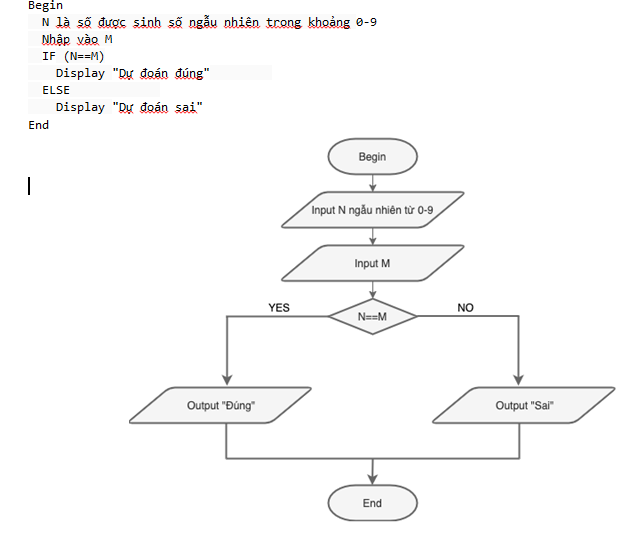 Begin
N là số được sinh số ngẫu nhiên trong khoảng 0-9
Nhập vào M
IF (N==M)
Display "Dự đoán đúng"
ELSE
Display "Dự đoán sai"
End
Begin
Input N ngẫu nhiên từ 0-9
Input M
YES
N==M
NO
Output "Đúng"
Output "Sai"
End